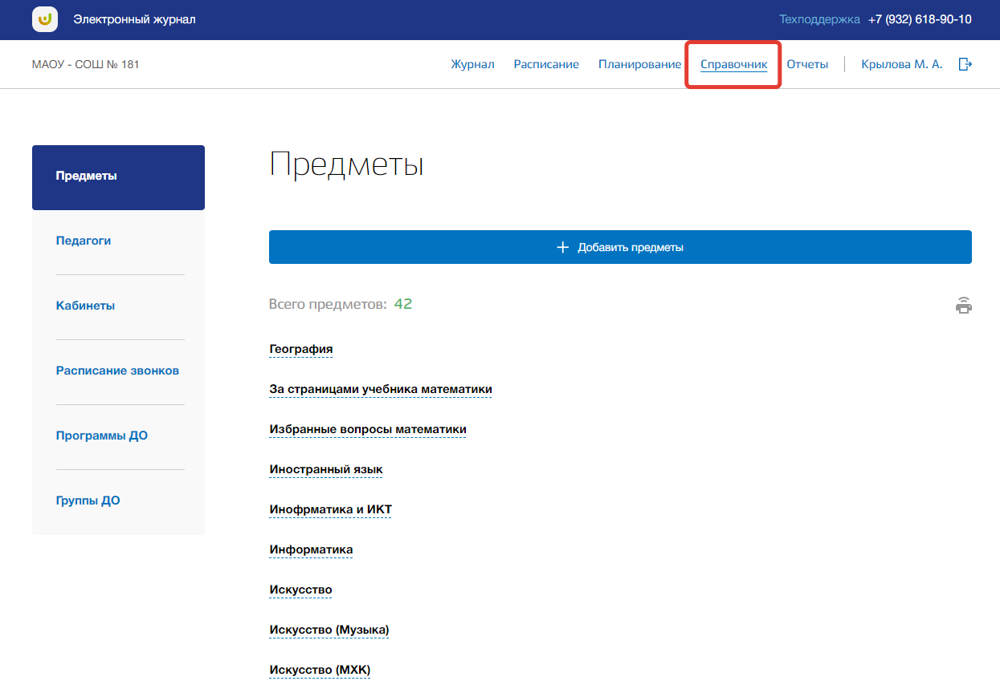 Электронный журнал
Техподдержка +7 (932) 618-90-10
МАОУ - СОШ № 181
Журнал Расписание Планирование Справочник Отчеты Крылова М. А.
Предметы
Педагоги
Кабинеты
Расписание звонков
Программы ДО
Группы ДО
Предметы
Добавить предметы
Всего предметов: 42
География
За страницами учебника математики
Избранные вопросы математики
Иностранный язык
Инофрматика и ИКТ
Информатика
Искусство
Искусство (Музыка)
Искусство (МХК)